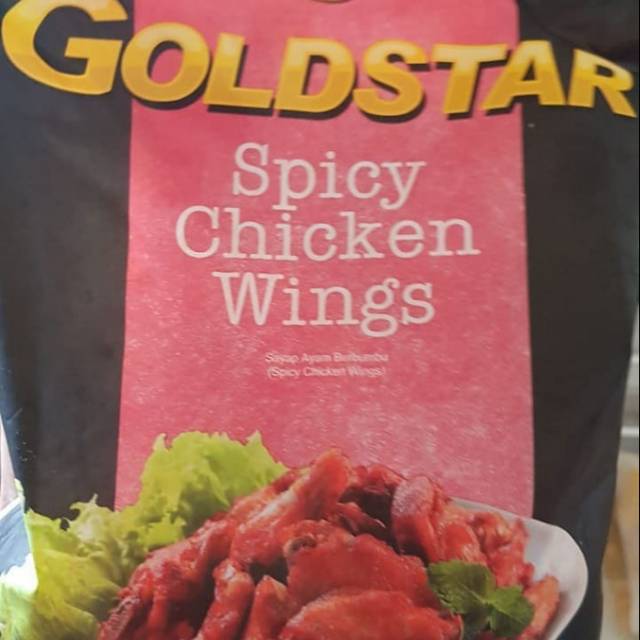 GOLDSTAR
Spicy
Chicken
Wings
Sayap Ayam Berbumbu
(Spicy Chicken Wings)